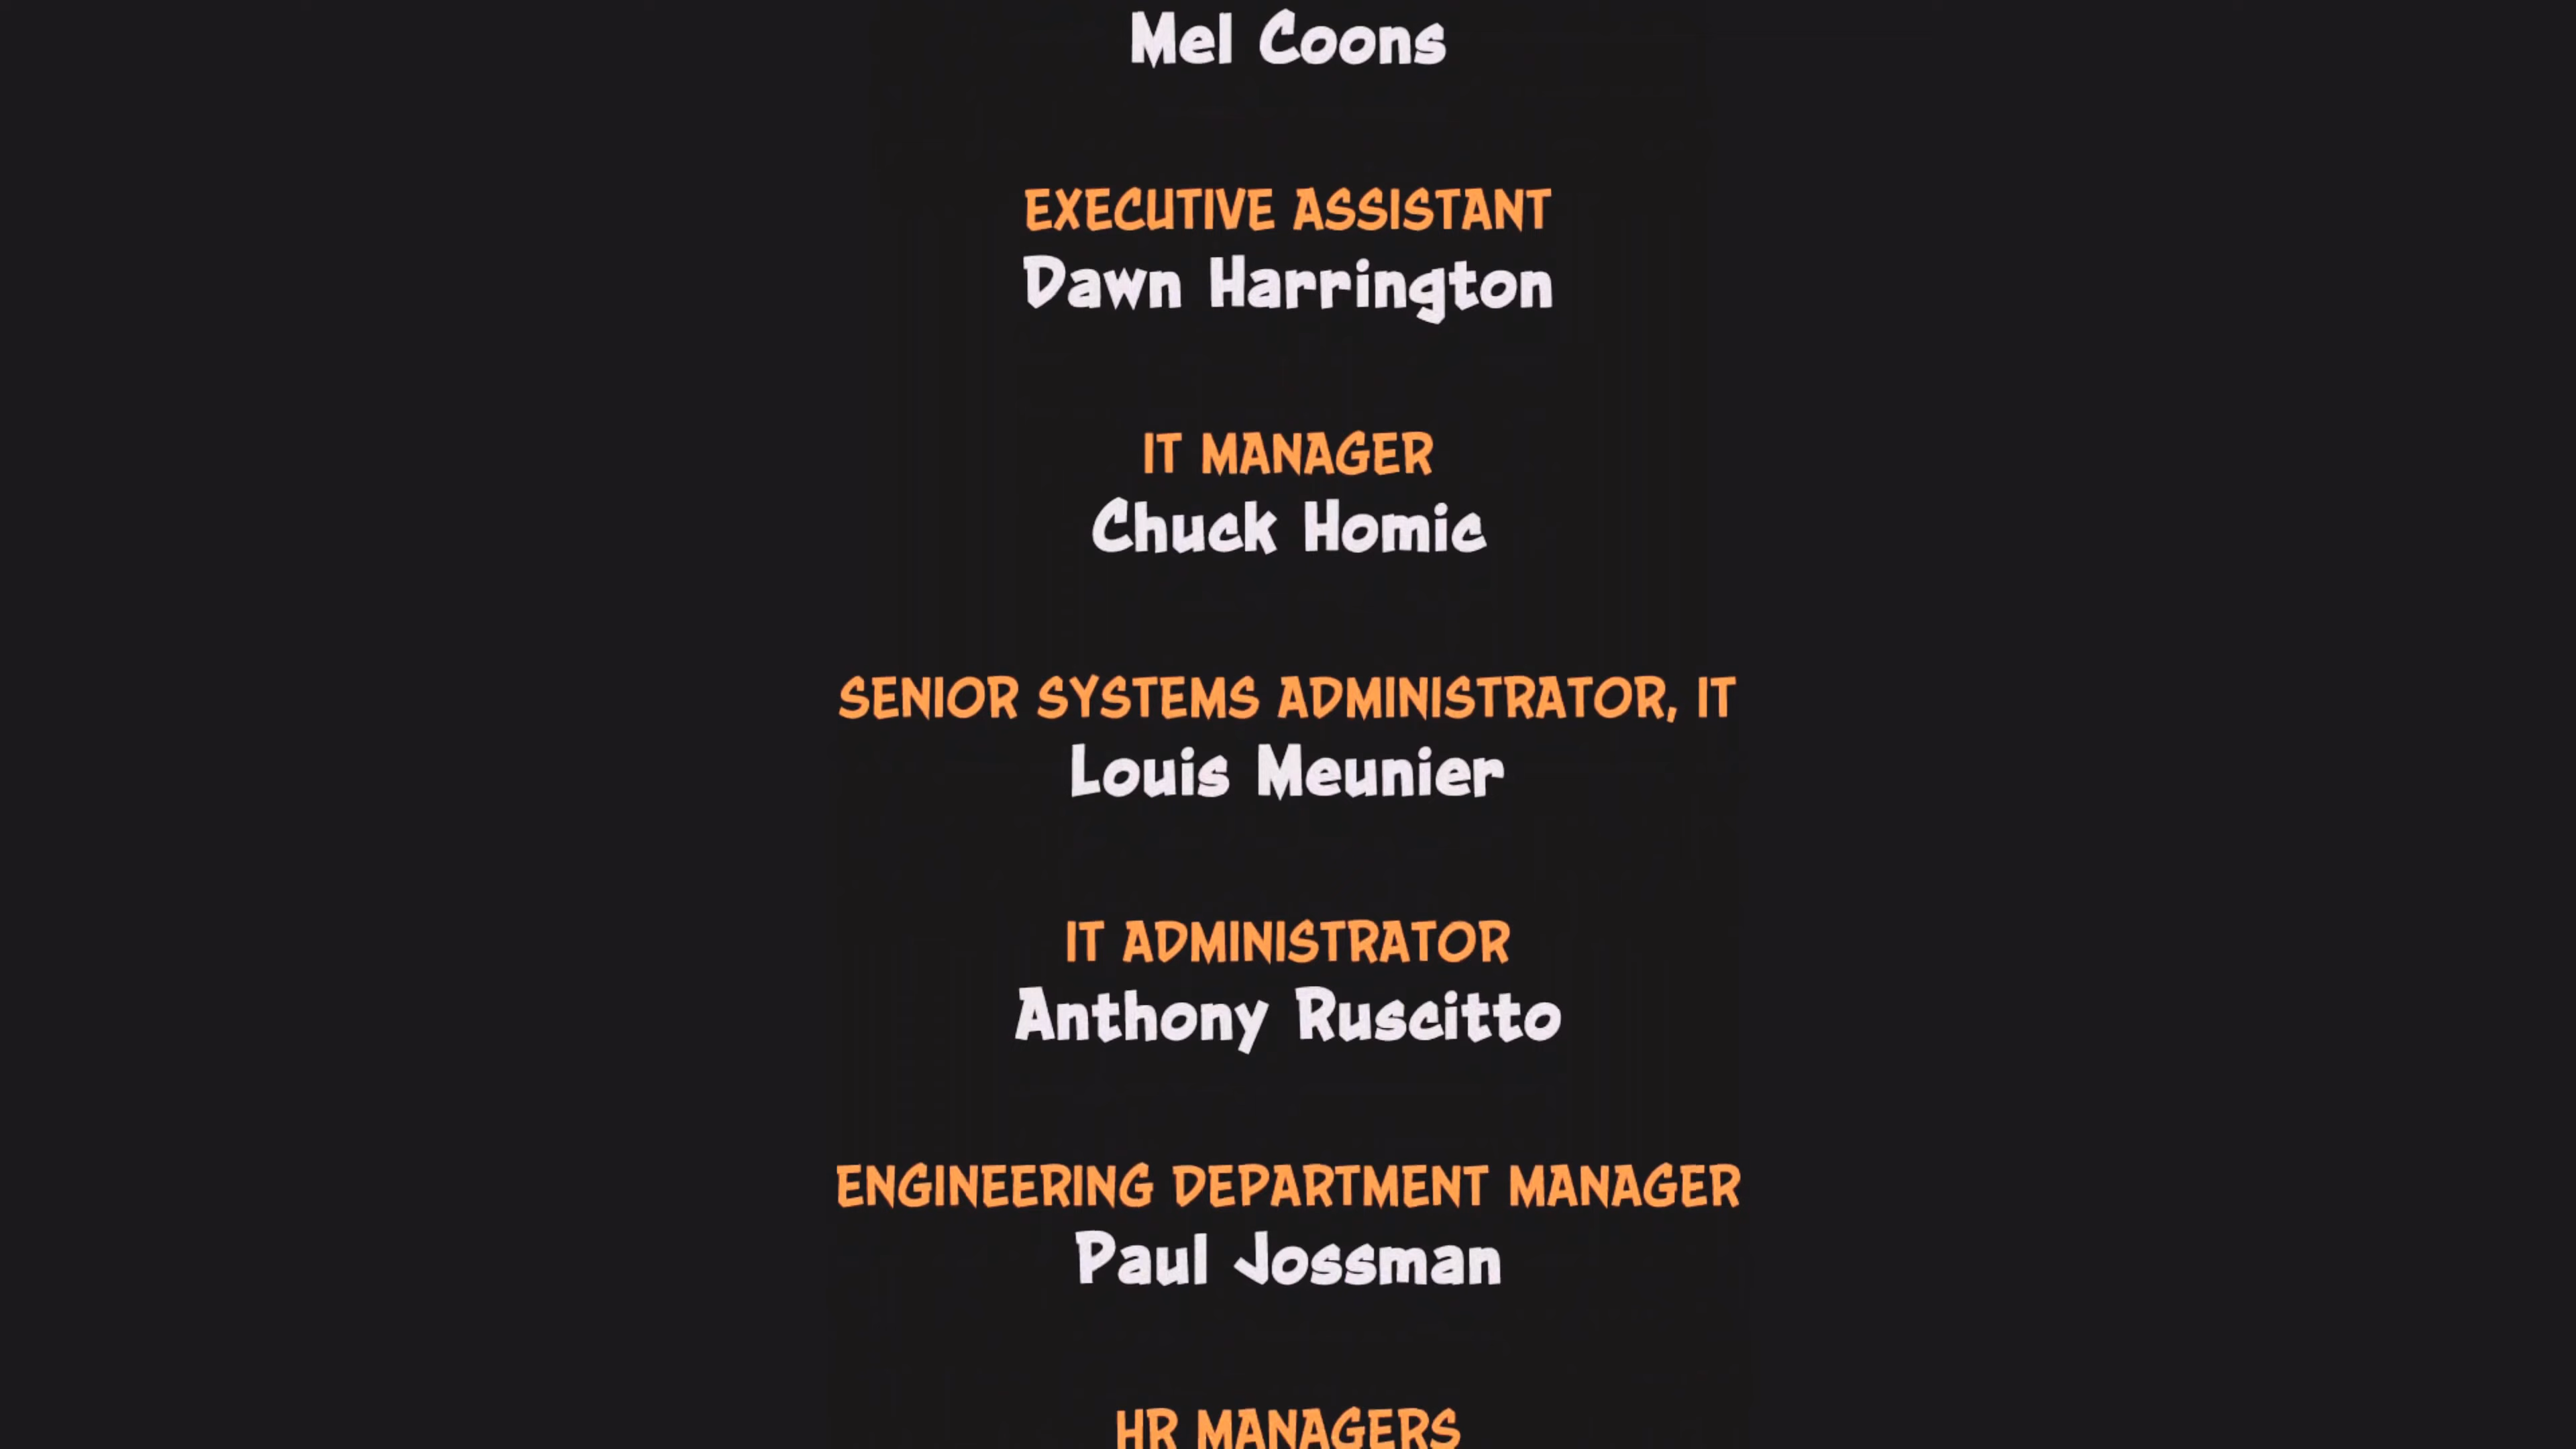 Mel Coons
EXECUTIVE ASSISTANT
Dawn Harrington
IT MANAGER
Chuck Homic
SENIOR SYSTEMS ADMINISTRATOR, IT
Louis Meunier
IT ADMINISTRATOR
Anthony Ruscitto
ENGINEERING DEPARTMENT MANAGER
Paul Jossman
HR MANAGERS